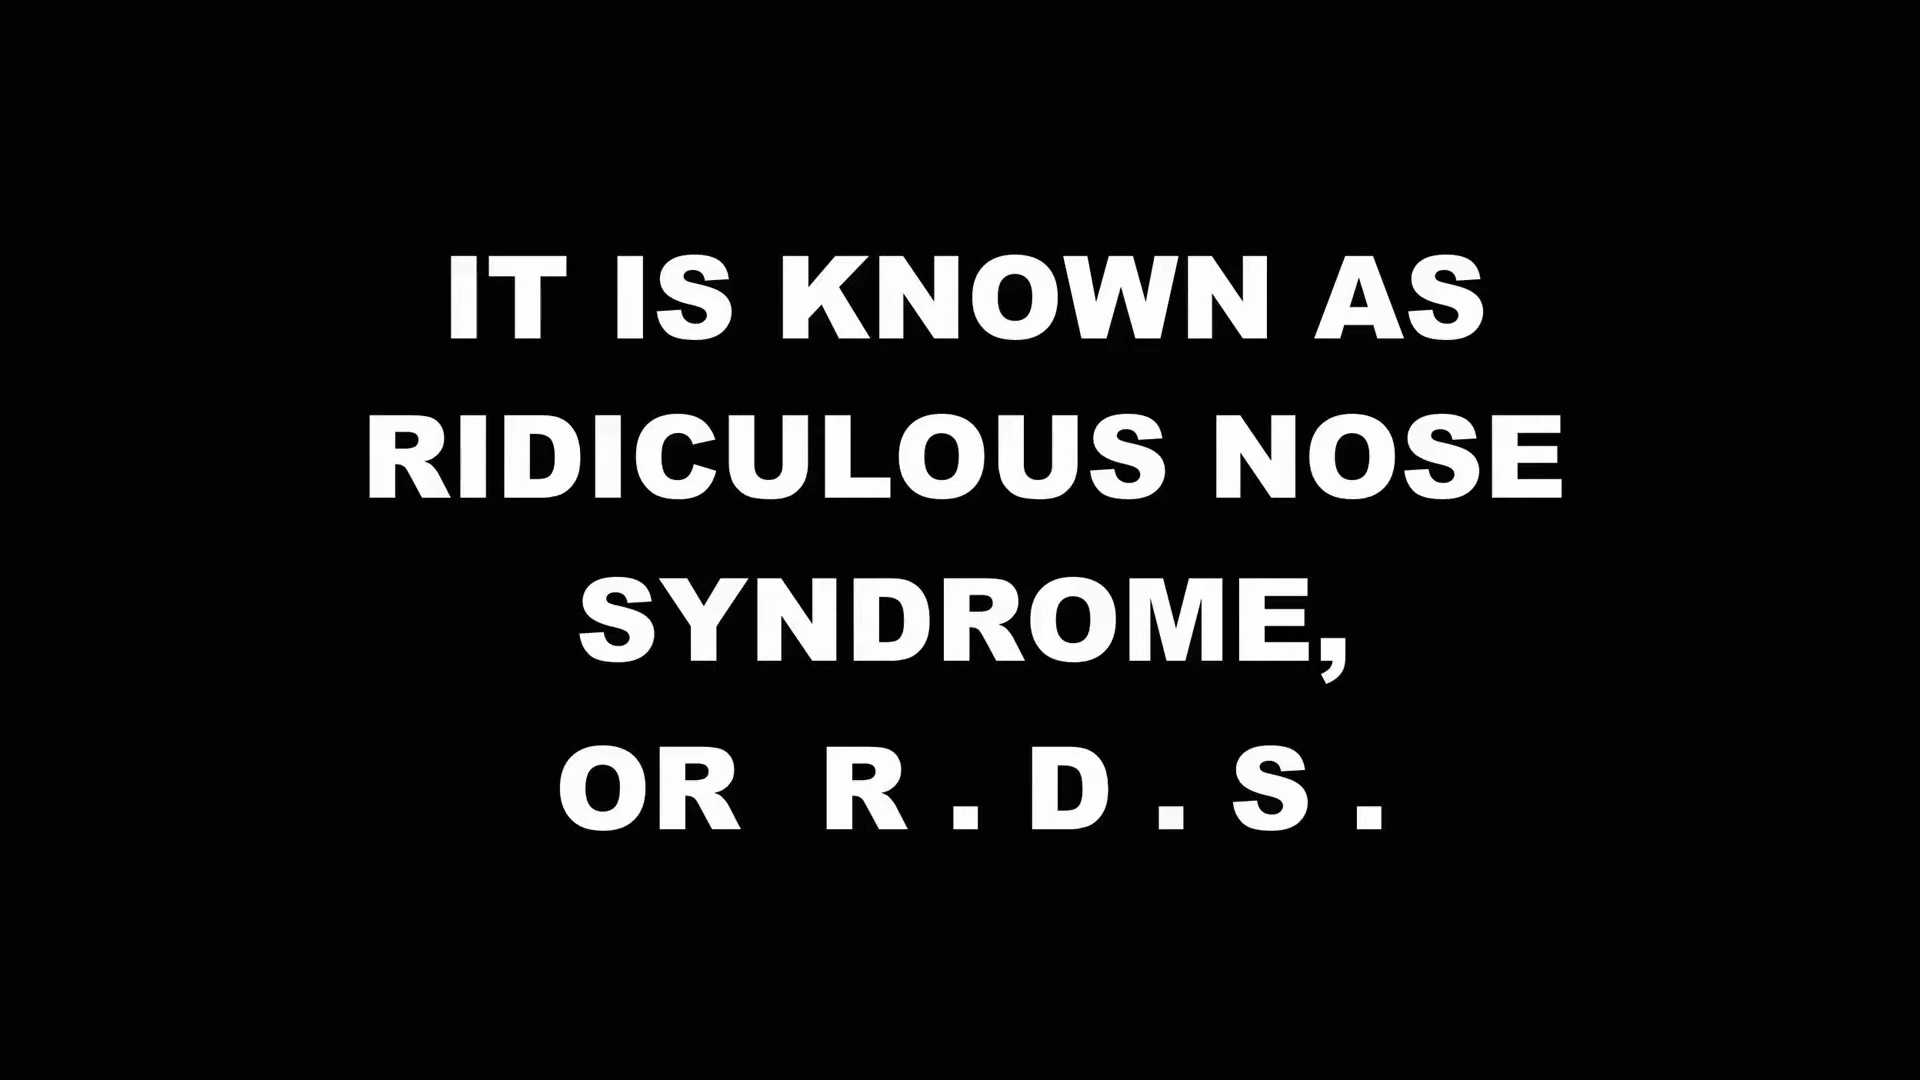 IT IS KNOWN AS
RIDICULOUS NOSE
SYNDROME,
OR R . D . S .